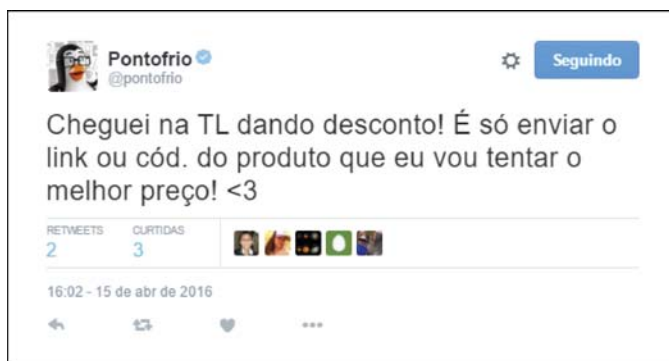 Pontofrio
@pontofrio
Seguindo
Cheguei na TL dando desconto! É só enviar o
link ou cód. do produto que eu vou tentar o
melhor preço! <3
RETWEETS CURTIDAS
2 3
16:02 - 15 de abr de 2016